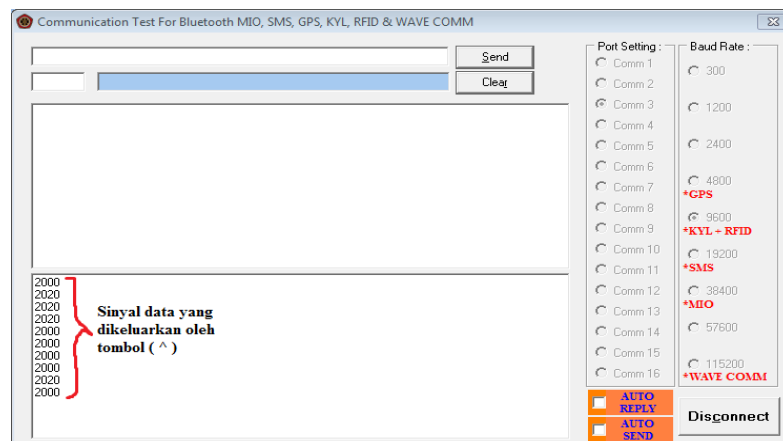 Communication Test For Bluetooth MIO, SMS, GPS, KYL, RFID & WAVE COMM
Send
Clear
2000
2020
2020
2020
2000
2000
2000
2000
2020
2000
Sinyal data yang
dikeluarkan oleh
tombol ( ^ )
Port Setting :
Comm 1
Comm 2
Comm 3
Comm 4
Comm 5
Comm 6
Comm 7
Comm 8
Comm 9
Comm 10
Comm 11
Comm 12
Comm 13
Comm 14
Comm 15
Comm 16
Baud Rate :
300
1200
2400
4800
*GPS
9600
*KYL + RFID
19200
*SMS
38400
*MIO
57600
115200
*WAVE COMM
AUTO
REPLY
AUTO
SEND
Disconnect